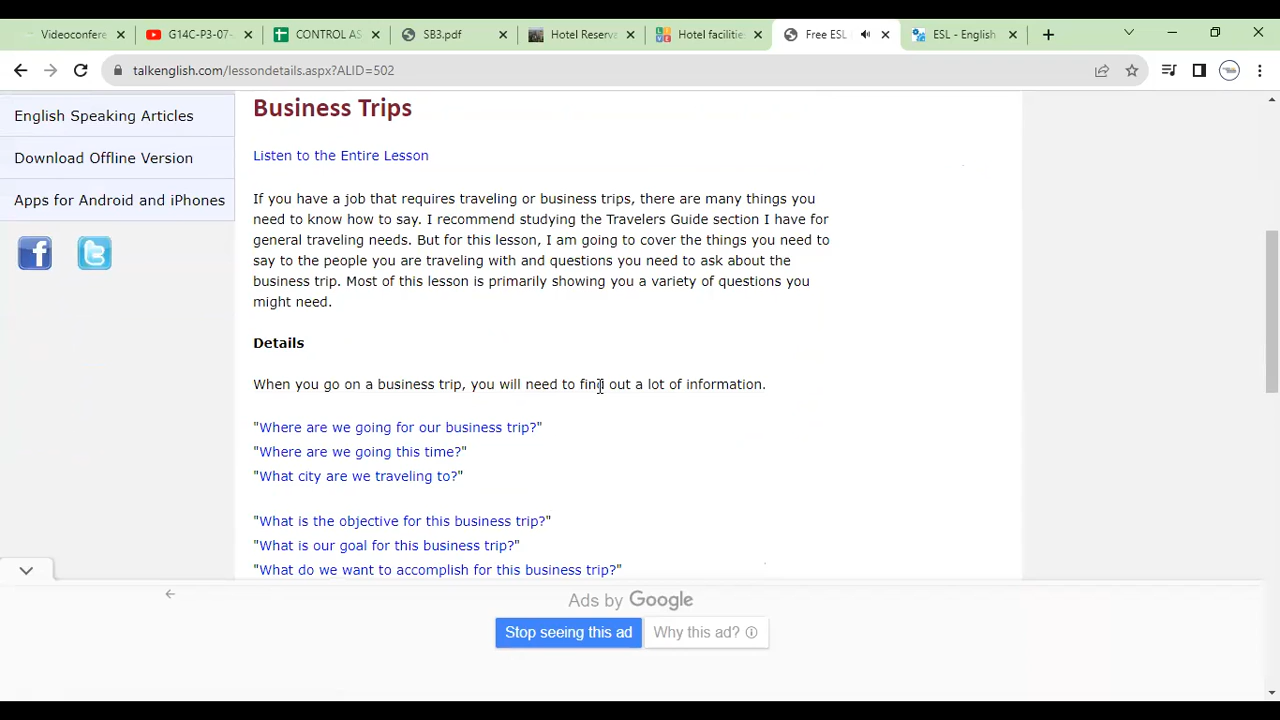 Videoconfere
G14C-P3-07-
CONTROL AS
SB3.pdf
Hotel Reserva
Hotel facilitie
Free ESL
ESL - English
talkenglish.com/lessondetails.aspx?ALID=502
English Speaking Articles
Download Offline Version
Apps for Android and iPhones
Business Trips
Listen to the Entire Lesson
If you have a job that requires traveling or business trips, there are many things you
need to know how to say. I recommend studying the Travelers Guide section I have for
general traveling needs. But for this lesson, I am going to cover the things you need to
say to the people you are traveling with and questions you need to ask about the
business trip. Most of this lesson is primarily showing you a variety of questions you
might need.
Details
When you go on a business trip, you will need to find out a lot of information.
"Where are we going for our business trip?"
"Where are we going this time?"
"What city are we traveling to?"
"What is the objective for this business trip?"
"What is our goal for this business trip?"
"What do we want to accomplish for this business trip?"
Ads by Google
Stop seeing this ad
Why this ad?